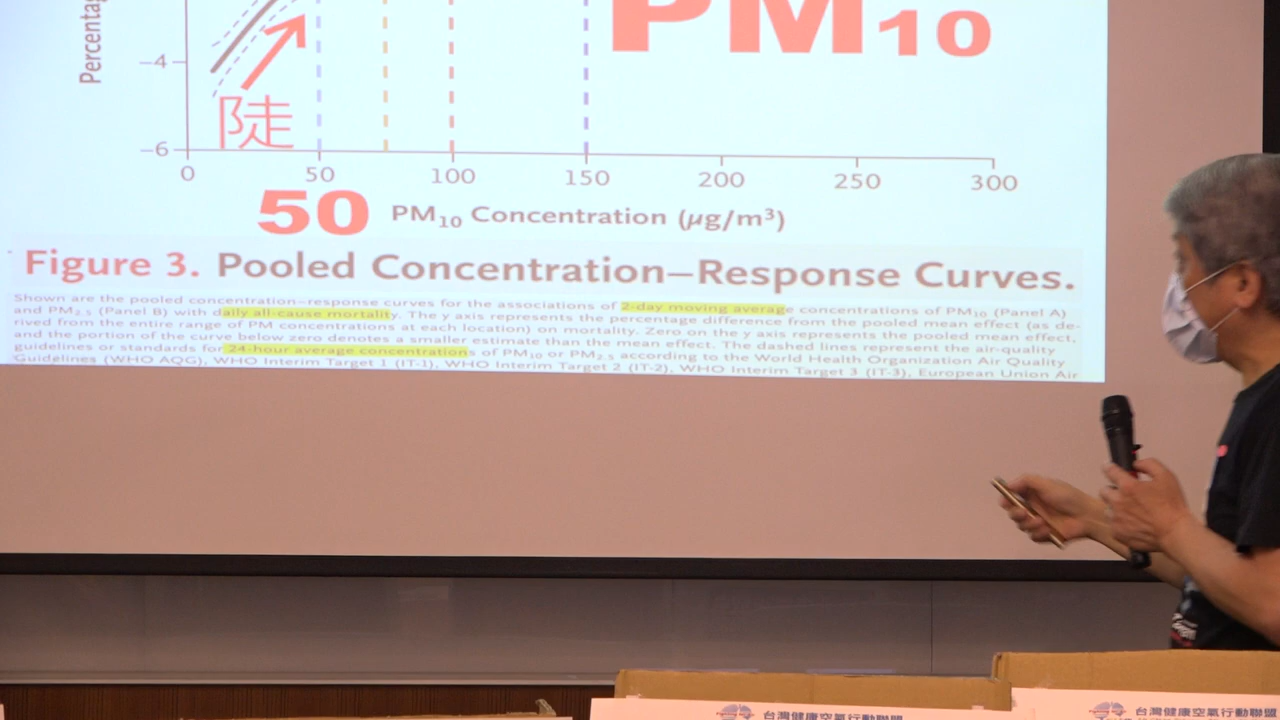 PM10
Percentag
-4
陡
-6
0 50 100 150 200 250 300
50 PM10 Concentration (µg/m³)
Figure 3. Pooled Concentration–Response Curves.
Shown are the pooled concentration–response curves for the associations of 2-day moving average concentrations of PM10 (Panel A)
and PM2.5 (Panel B) with daily all-cause mortality. The y axis represents the percentage difference from the pooled mean effect (as de-
rived from the entire range of PM concentrations at each location) on mortality. Zero on the y axis represents the pooled mean effect,
and the portion of the curve below zero denotes a smaller estimate than the mean effect. The dashed lines represent the air-quality
guidelines or standards for 24-hour average concentrations of PM10 or PM2.5 according to the World Health Organization Air Quality
Guidelines (WHO AQG), WHO Interim Target 1 (IT-1), WHO Interim Target 2 (IT-2), WHO Interim Target 3 (IT-3), European Union Air
台灣健康空氣行動聯盟
台灣健康空氣行動聯盟